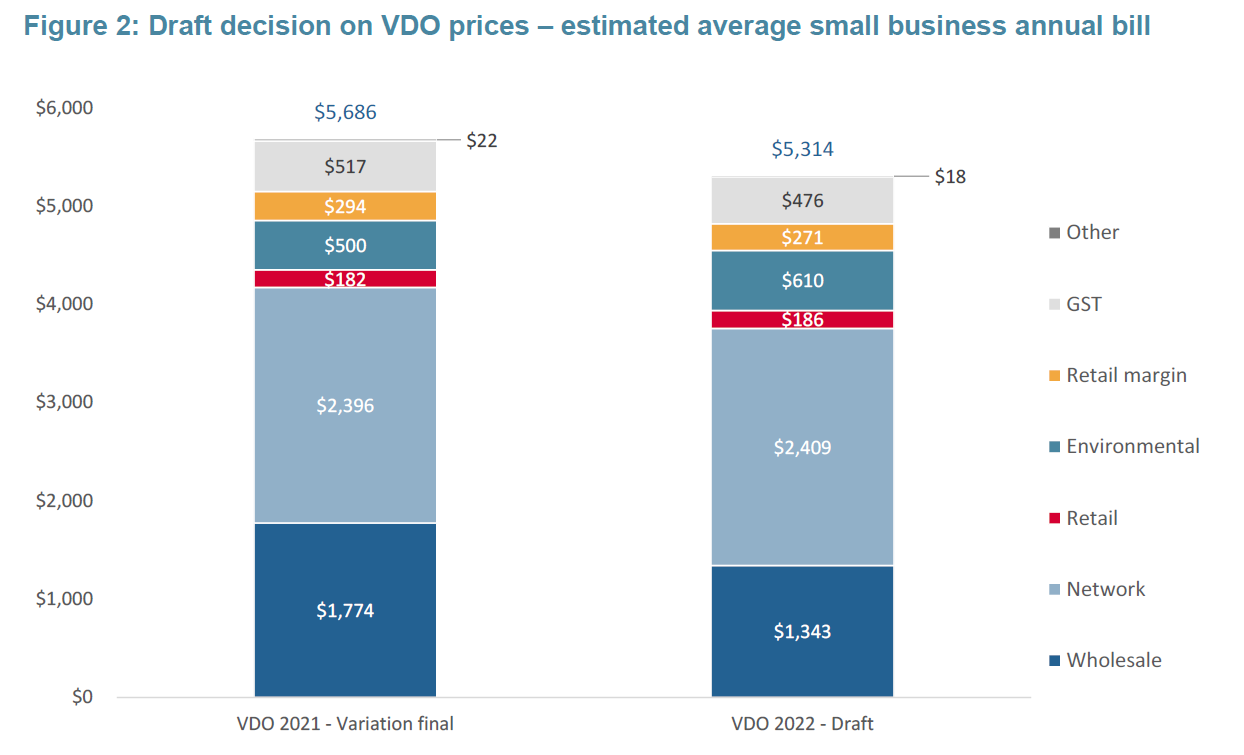 Figure 2: Draft decision on VDO prices – estimated average small business annual bill
$6,000
$5,000
$4,000
$3,000
$2,000
$1,000
$0
$5,686
$22
$517
$294
$500
$182
$2,396
$1,774
VDO 2021 - Variation final
$5,314
$18
$476
$271
$610
$186
$2,409
$1,343
VDO 2022 - Draft
Other
GST
Retail margin
Environmental
Retail
Network
Wholesale